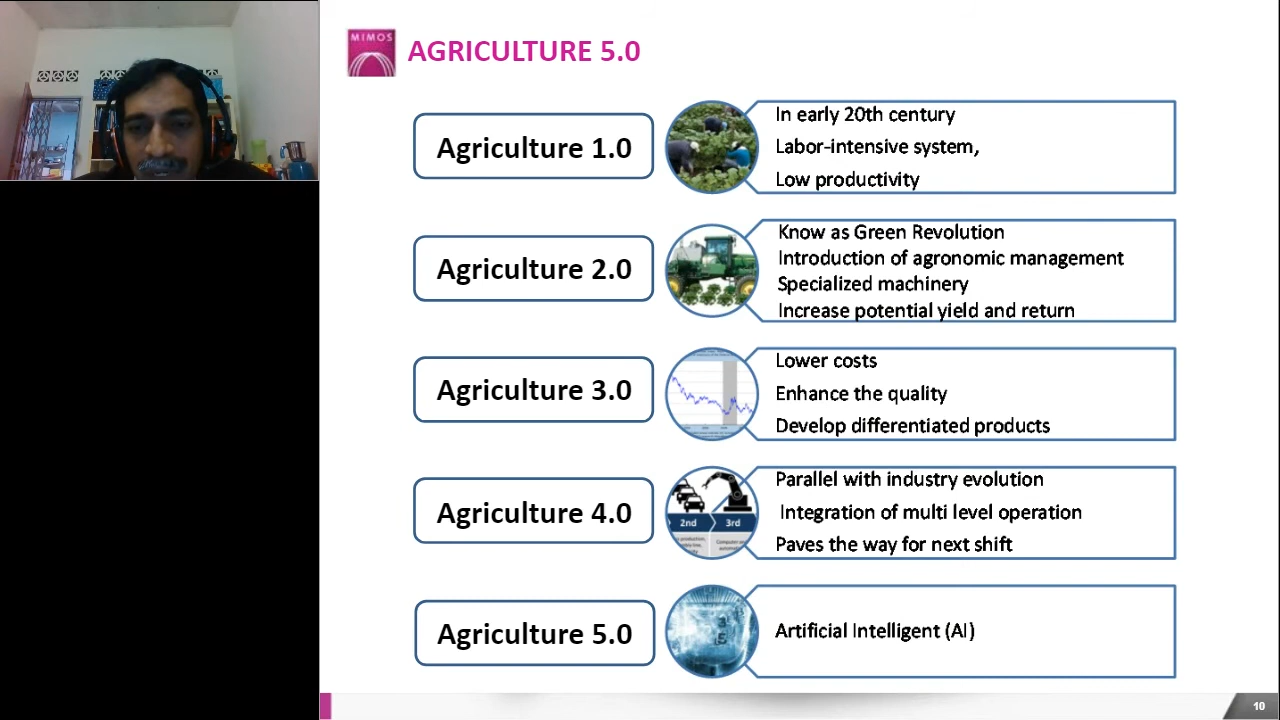 MIMOS
AGRICULTURE 5.0
Agriculture 1.0
In early 20th century
Labor-intensive system,
Low productivity
Agriculture 2.0
Know as Green Revolution
Introduction of agronomic management
Specialized machinery
Increase potential yield and return
Agriculture 3.0
Lower costs
Enhance the quality
Develop differentiated products
Agriculture 4.0
2nd
3rd
Parallel with industry evolution
Integration of multi level operation
Paves the way for next shift
Agriculture 5.0
Artificial Intelligent (AI)
10